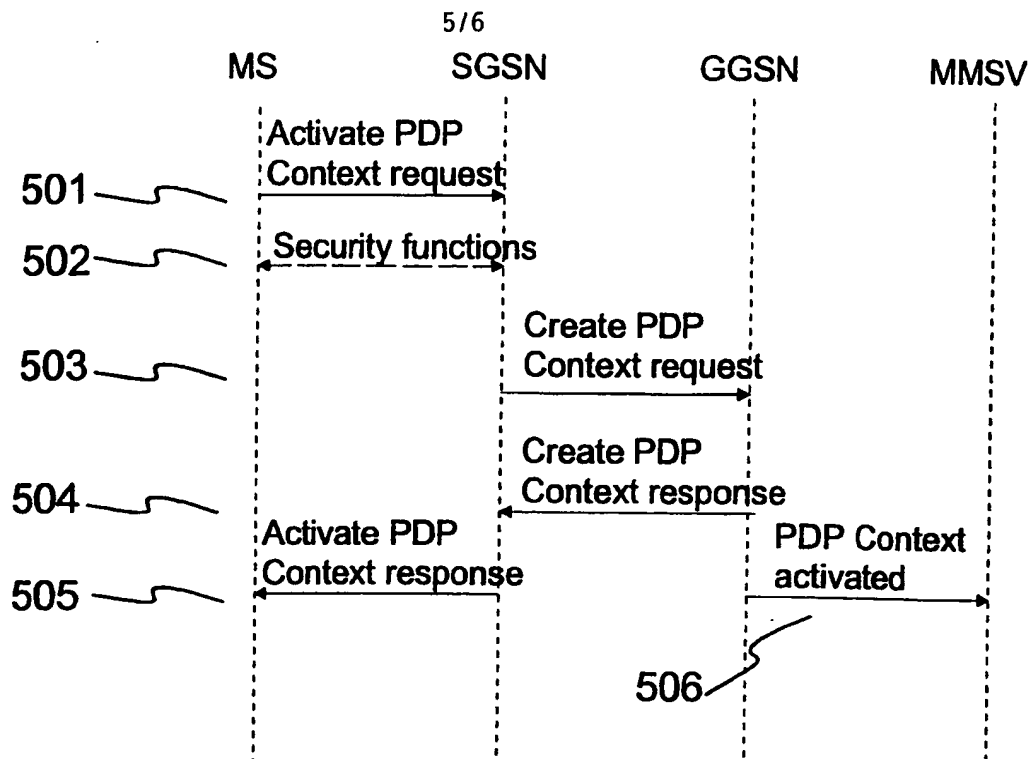 5/6
MS SGSN GGSN MMSV
Activate PDP
Context request
501
Security functions
502
Create PDP
Context request
503
Create PDP
Context response
504
Activate PDP
Context response
PDP Context
activated
505
506